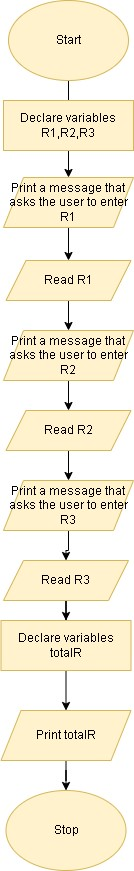 Start
Declare variables
R1,R2,R3
Print a message that
asks the user to enter
R1
Read R1
Print a message that
asks the user to enter
R2
Read R2
Print a message that
asks the user to enter
R3
Read R3
Declare variables
totalR
Print totalR
Stop